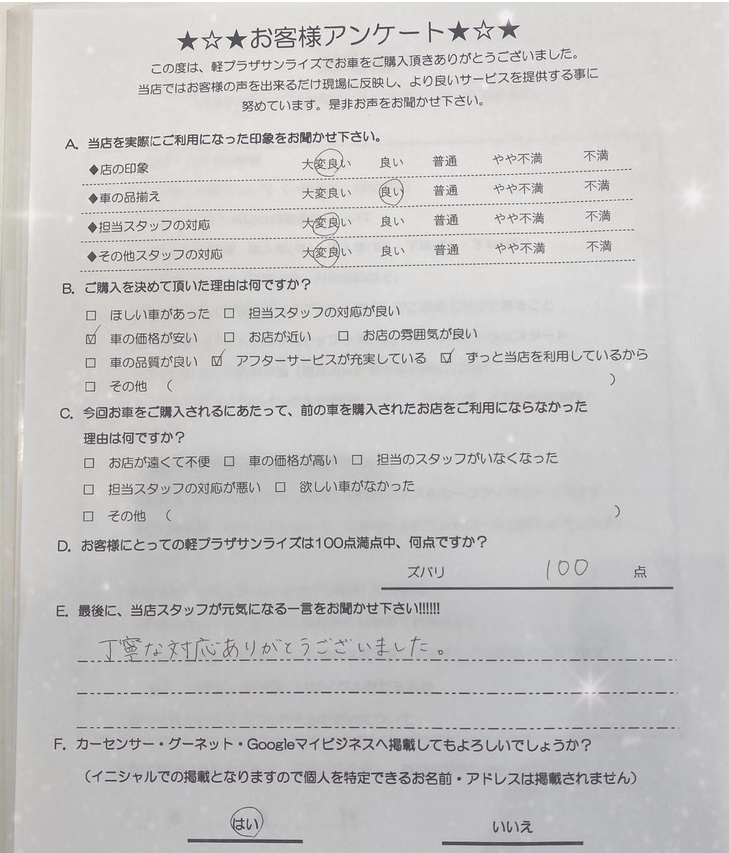 ★☆★お客様アンケート★☆★
この度は、軽プラザサンライズでお車をご購入頂きありがとうございました。
当店ではお客様の声を出来るだけ現場に反映し、より良いサービスを提供する事に
努めています。是非お声をお聞かせ下さい。
A. 当店を実際にご利用になった印象をお聞かせ下さい。
◆店の印象 大変良い 良い 普通 やや不満 不満
◆車の品揃え 大変良い 良い 普通 やや不満 不満
◆担当スタッフの対応 大変良い 良い 普通 やや不満 不満
◆その他スタッフの対応 大変良い 良い 普通 やや不満 不満
B. ご購入を決めて頂いた理由は何ですか?
□ ほしい車があった □ 担当スタッフの対応が良い
☑ 車の価格が安い □ お店が近い □ お店の雰囲気が良い
□ 車の品質が良い ☑ アフターサービスが充実している ☑ ずっと当店を利用しているから
□ その他 ( )
C. 今回お車をご購入されるにあたって、前の車を購入されたお店をご利用にならなかった
理由は何ですか?
□ お店が遠くて不便 □ 車の価格が高い □ 担当のスタッフがいなくなった
□ 担当スタッフの対応が悪い □ 欲しい車がなかった
□ その他 ( )
D. お客様にとっての軽プラザサンライズは100点満点中、何点ですか?
ズバリ 100 点
E. 最後に、当店スタッフが元気になる一言をお聞かせ下さい!!!!!!
丁寧な対応ありがとうございました。
F. カーセンサー・グーネット・Googleマイビジネスへ掲載してもよろしいでしょうか?
(イニシャルでの掲載となりますので個人を特定できるお名前・アドレスは掲載されません)
はい いいえ